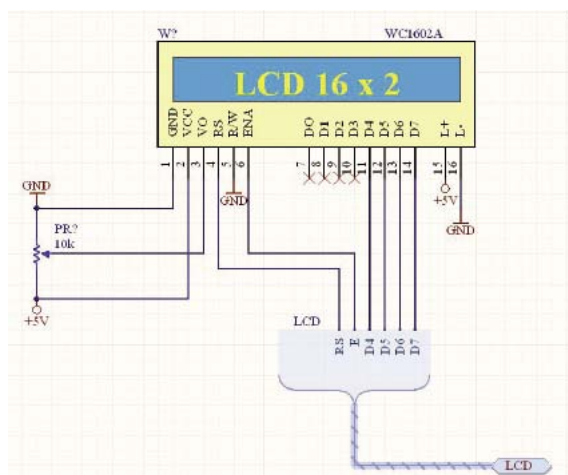 W? WC1602A
LCD 16 x 2
GND VCC VO RS R/W ENA DO D1 D2 D3 D4 D5 D6 D7 L+ L-
1 2 3 4 5 6 7 8 9 10 11 12 13 14 15 16
GND
GND
+5V
GND
PR?
10k
+5V
LCD
RS E D4 D5 D6 D7
LCD